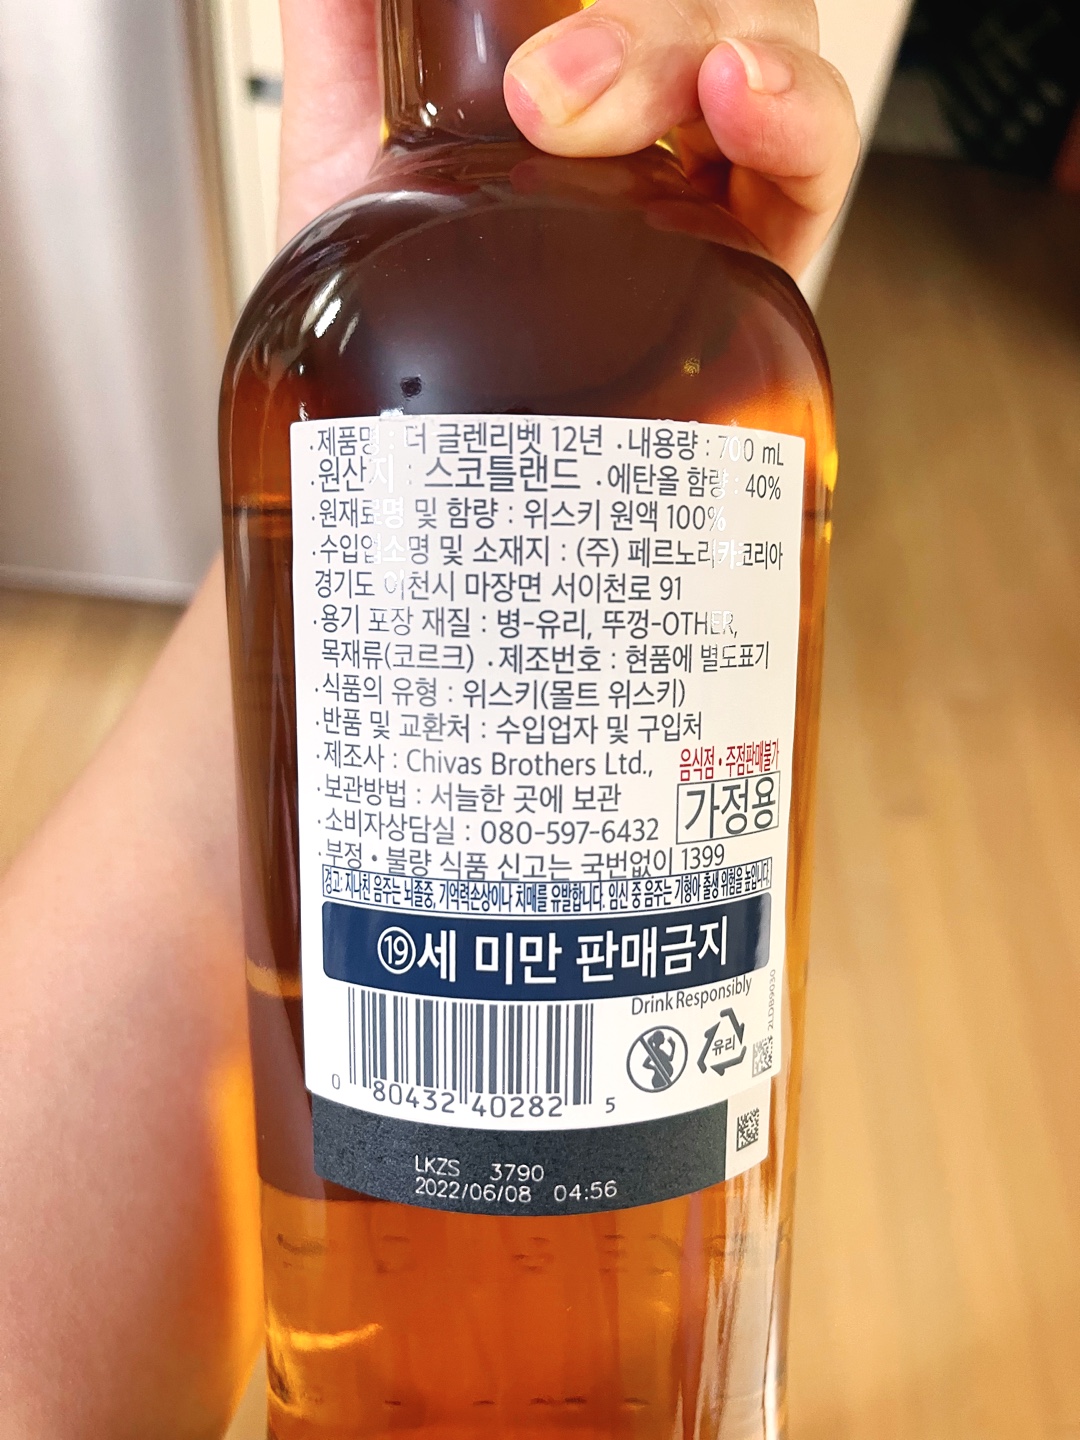 ·제품명 : 더 글렌리벳 12년 ·내용량 : 700 mL
·원산지 : 스코틀랜드 ·에탄올 함량 : 40%
·원재료명 및 함량 : 위스키 원액 100%
·수입업소명 및 소재지 : (주) 페르노리카코리아
경기도 이천시 마장면 서이천로 91
·용기 포장 재질 : 병-유리, 뚜껑-OTHER,
목재류(코르크) ·제조번호 : 현품에 별도표기
·식품의 유형 : 위스키(몰트 위스키)
·반품 및 교환처 : 수입업자 및 구입처
·제조사 : Chivas Brothers Ltd.,
음식점·주점판매불가
·보관방법 : 서늘한 곳에 보관
가정용
·소비자상담실 : 080-597-6432
·부정·불량 식품 신고는 국번없이 1399
경고: 지나친 음주는 뇌졸중, 기억력손상이나 치매를 유발합니다. 임신 중 음주는 기형아 출생 위험을 높입니다.
⑲세 미만 판매금지
Drink Responsibly
유리
2LD89030
0 80432 40282 5
LKZS 3790
2022/06/08 04:56